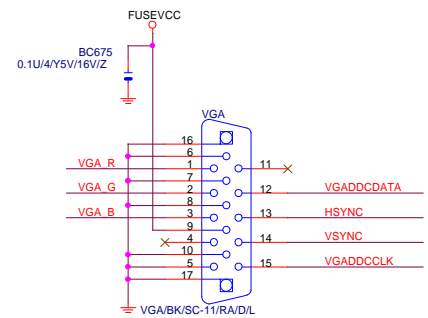 FUSEVCC
BC675
0.1U/4/Y5V/16V/Z
VGA
16
6
VGA_R 1 11
7
VGA_G 2 12 VGADDCDATA
8
VGA_B 3 13 HSYNC
9
4 14 VSYNC
10
5 15 VGADDCCLK
17
VGA/BK/SC-11/RA/D/L